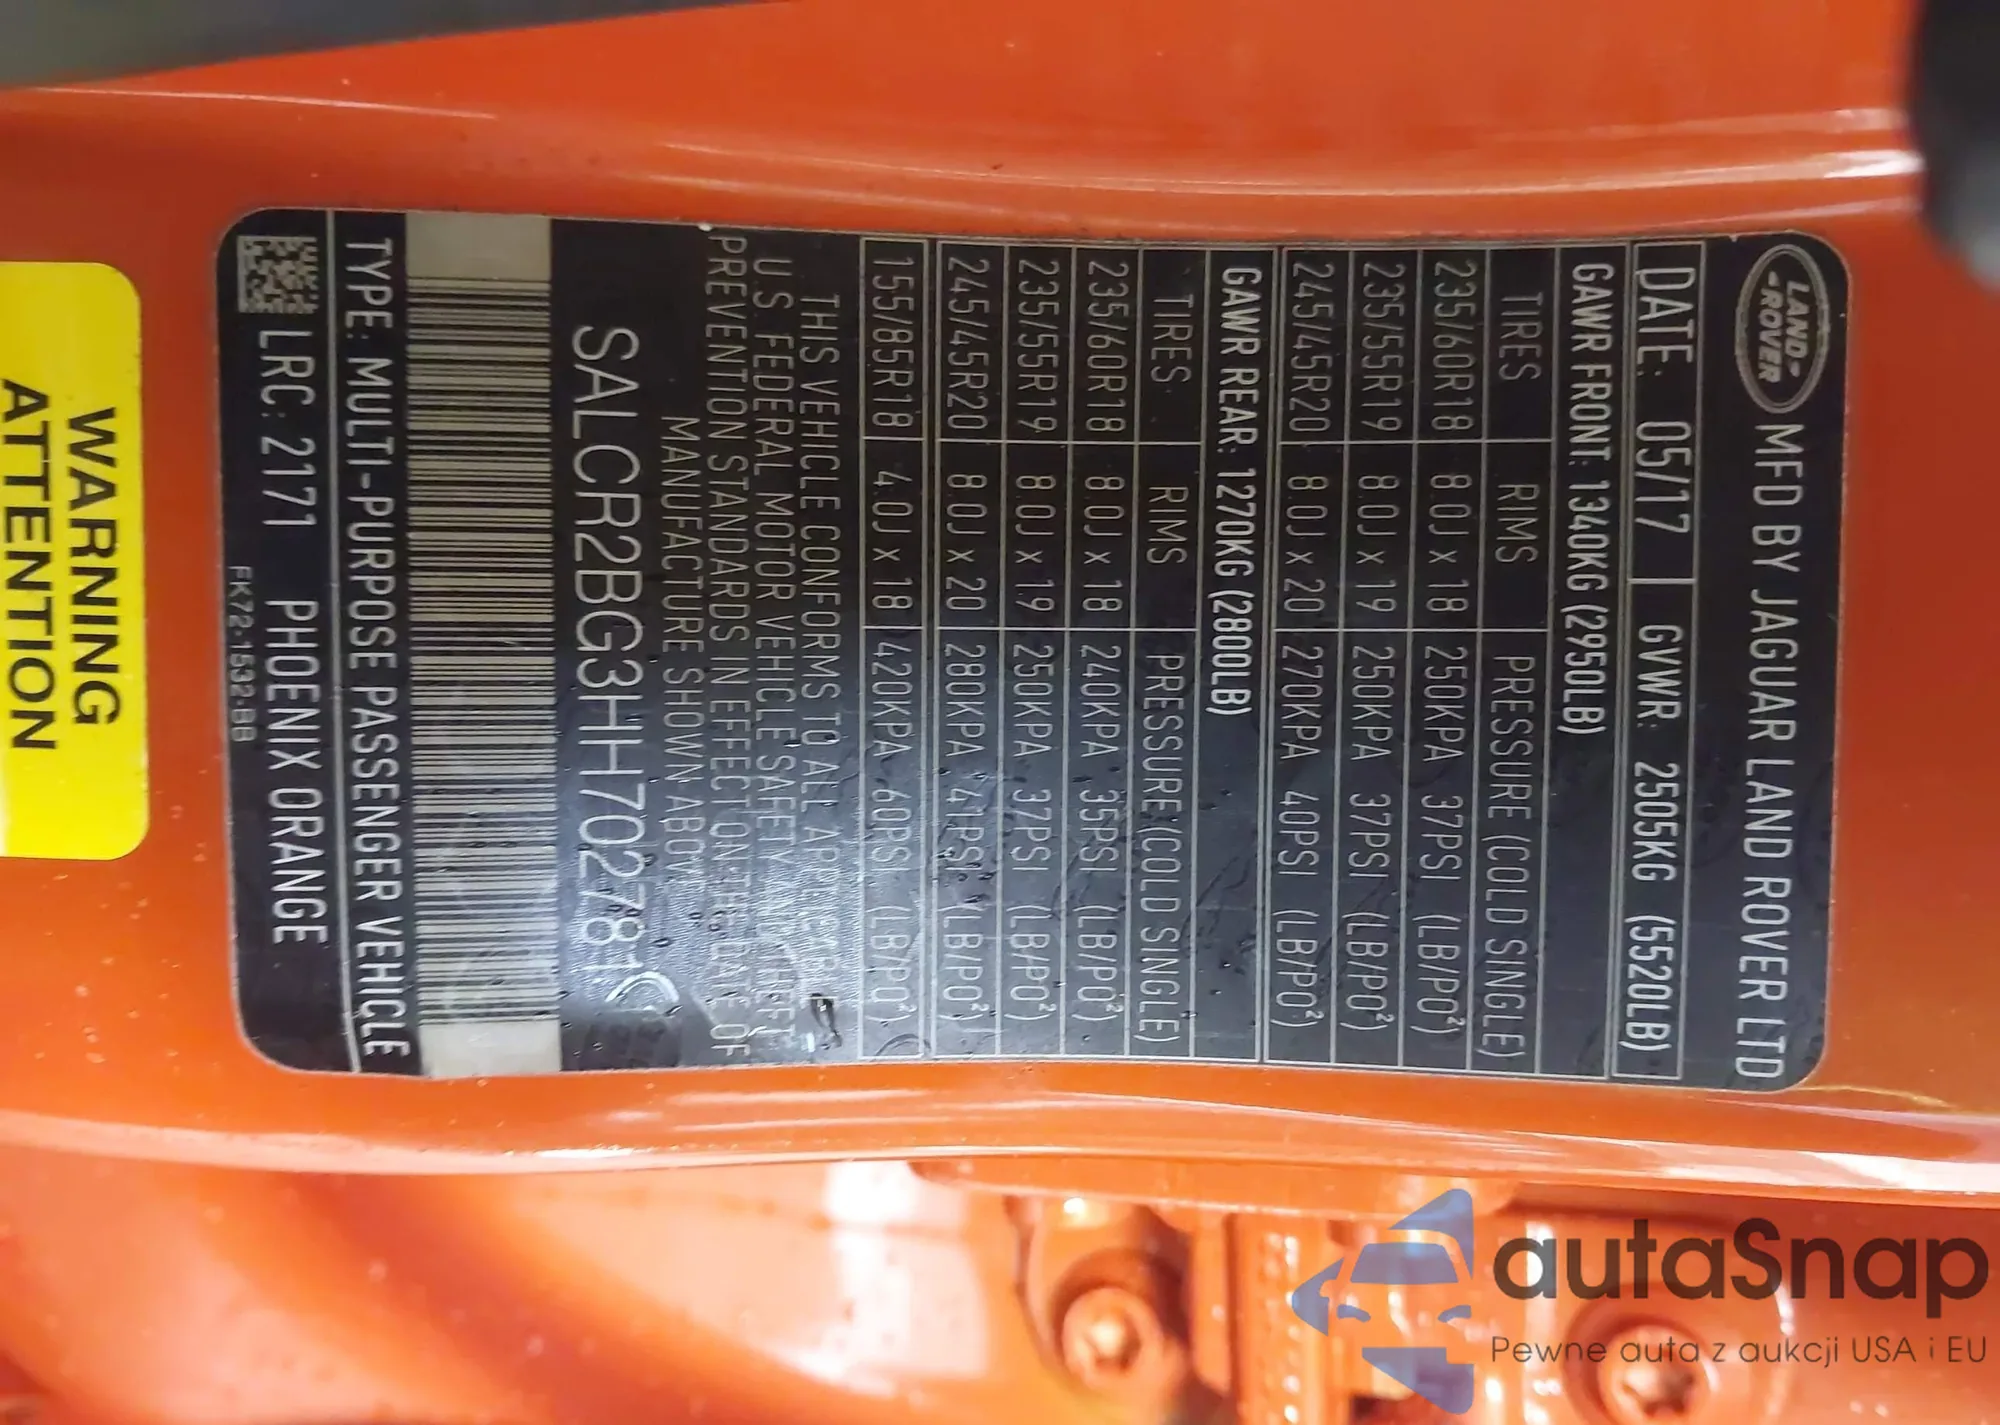 LAND-
-ROVER
MFD BY JAGUAR LAND ROVER LTD
DATE: 05/17 GVWR: 2505KG (5520LB)
GAWR FRONT: 1340KG (2950LB)
TIRES RIMS PRESSURE (COLD SINGLE)
235/60R18 8.0J x 18 250KPA 37PSI (LB/PO²)
235/55R19 8.0J x 19 250KPA 37PSI (LB/PO²)
245/45R20 8.0J x 20 270KPA 40PSI (LB/PO²)
GAWR REAR: 1270KG (2800LB)
TIRES RIMS PRESSURE (COLD SINGLE)
235/60R18 8.0J x 18 240KPA 35PSI (LB/PO²)
235/55R19 8.0J x 19 250KPA 37PSI (LB/PO²)
245/45R20 8.0J x 20 280KPA 41PSI (LB/PO²)
155/85R18 4.0J x 18 420KPA 60PSI (LB/PO²)
THIS VEHICLE CONFORMS TO ALL
U.S. FEDERAL MOTOR VEHICLE SAFETY THEFT
PREVENTION STANDARDS IN EFFECT ON THE DATE OF
MANUFACTURE SHOWN ABOVE
SALCR2BG3HH702781
TYPE: MULTI-PURPOSE PASSENGER VEHICLE
LRC: 2171 PHOENIX ORANGE
FK72-1532-BB
WARNING
ATTENTION
autaSnap
Pewne auta z aukcji USA i EU